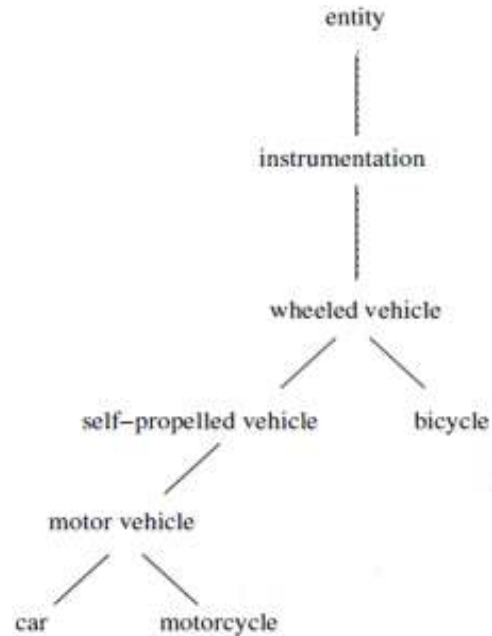 entity
instrumentation
wheeled vehicle
self-propelled vehicle
bicycle
motor vehicle
car
motorcycle